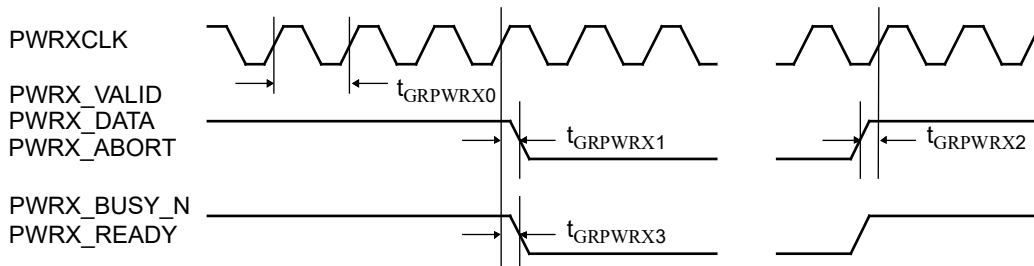 PWRXCLK
PWRX_VALID
tGRPWRX0
PWRX_DATA
PWRX_ABORT
tGRPWRX1
tGRPWRX2
PWRX_BUSY_N
PWRX_READY
tGRPWRX3